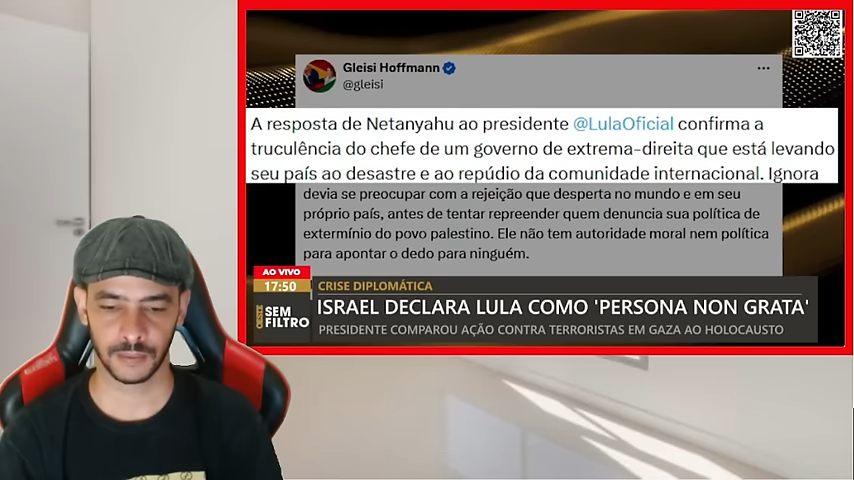 Gleisi Hoffmann
@gleisi
A resposta de Netanyahu ao presidente @LulaOficial confirma a
truculência do chefe de um governo de extrema-direita que está levando
seu país ao desastre e ao repúdio da comunidade internacional. Ignora
devia se preocupar com a rejeição que desperta no mundo e em seu
próprio país, antes de tentar repreender quem denuncia sua política de
extermínio do povo palestino. Ele não tem autoridade moral nem política
para apontar o dedo para ninguém.
AO VIVO
17:50
CRISE DIPLOMÁTICA
OESTE SEM FILTRO
ISRAEL DECLARA LULA COMO 'PERSONA NON GRATA'
PRESIDENTE COMPAROU AÇÃO CONTRA TERRORISTAS EM GAZA AO HOLOCAUSTO